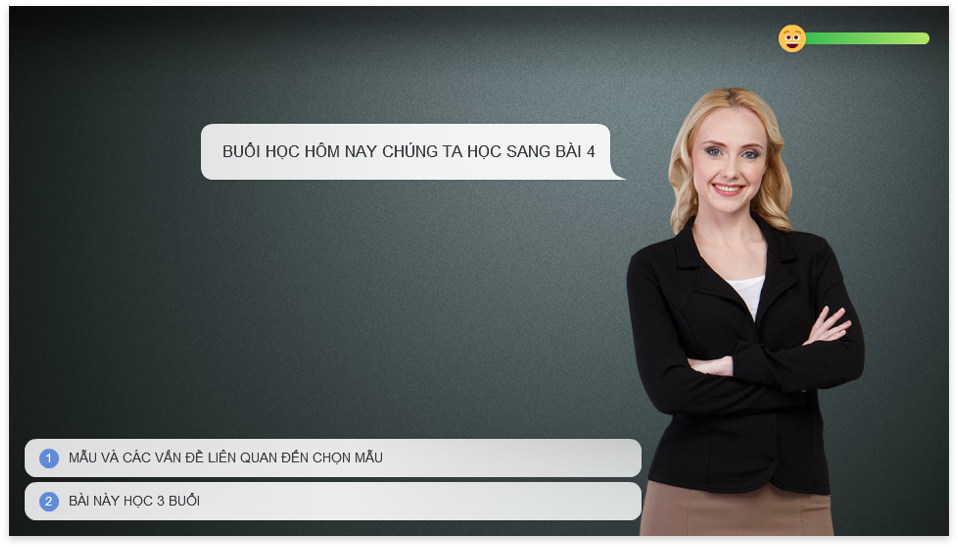 BUỔI HỌC HÔM NAY CHÚNG TA HỌC SANG BÀI 4
1 MẪU VÀ CÁC VẤN ĐỀ LIÊN QUAN ĐẾN CHỌN MẪU
2 BÀI NÀY HỌC 3 BUỔI